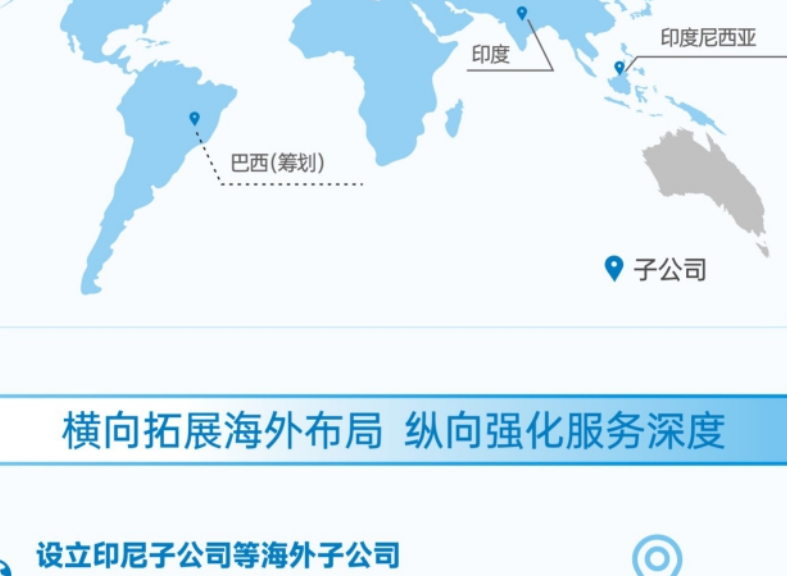 印度尼西亚
印度
巴西(筹划)
子公司
横向拓展海外布局 纵向强化服务深度
设立印尼子公司等海外子公司